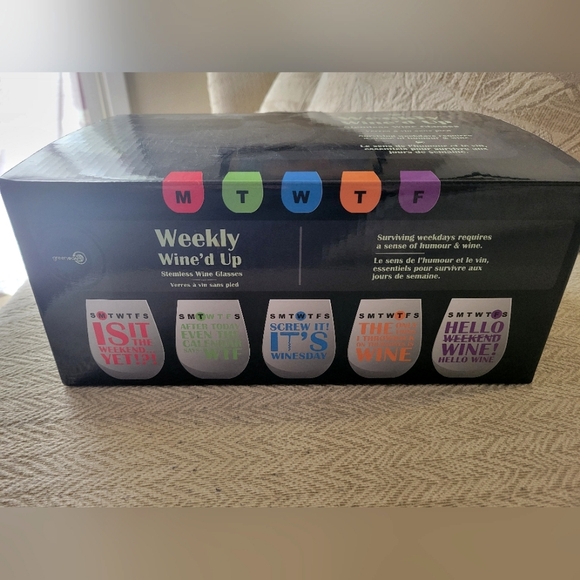 M T W T F
Weekly
Wine'd Up
Stemless Wine Glasses
Verres à vin sans pied
Surviving weekdays requires
a sense of humour & wine.
Le sens de l'humour et le vin,
essentiels pour survivre aux
jours de semaine.
SMTWTFS
IS IT
THE
WEEKEND
YET?!
SMTWTFS
AFTER TODAY
EVEN THE
SMTWTFS
SCREW IT!
IT'S
WINESDAY
SMTWTFS
THE
WINE
SMTWTFS
HELLO
WEEKEND
WINE!
HELLO WINE